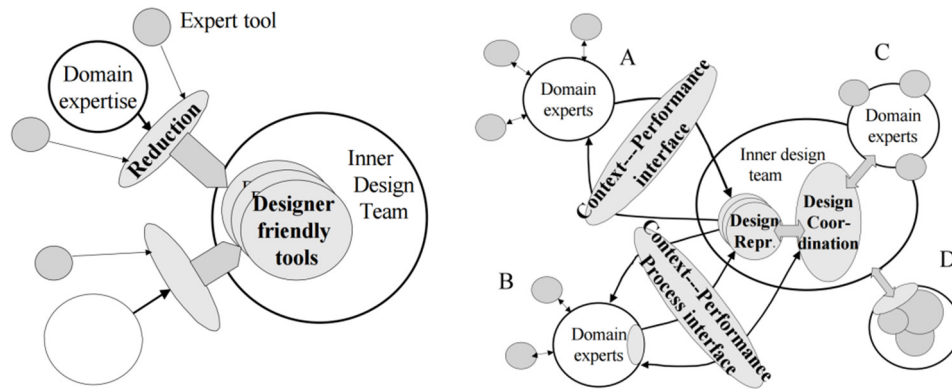 Expert tool
Domain
expertise
Reduction
Inner
Design
Team
Designer
friendly
tools
A
Domain
experts
Context---Performance
interface
C
Domain
experts
Inner design
team
Design
Repr.
Design
Coor-
dination
B
Domain
experts
Context---Performance
Process interface
D